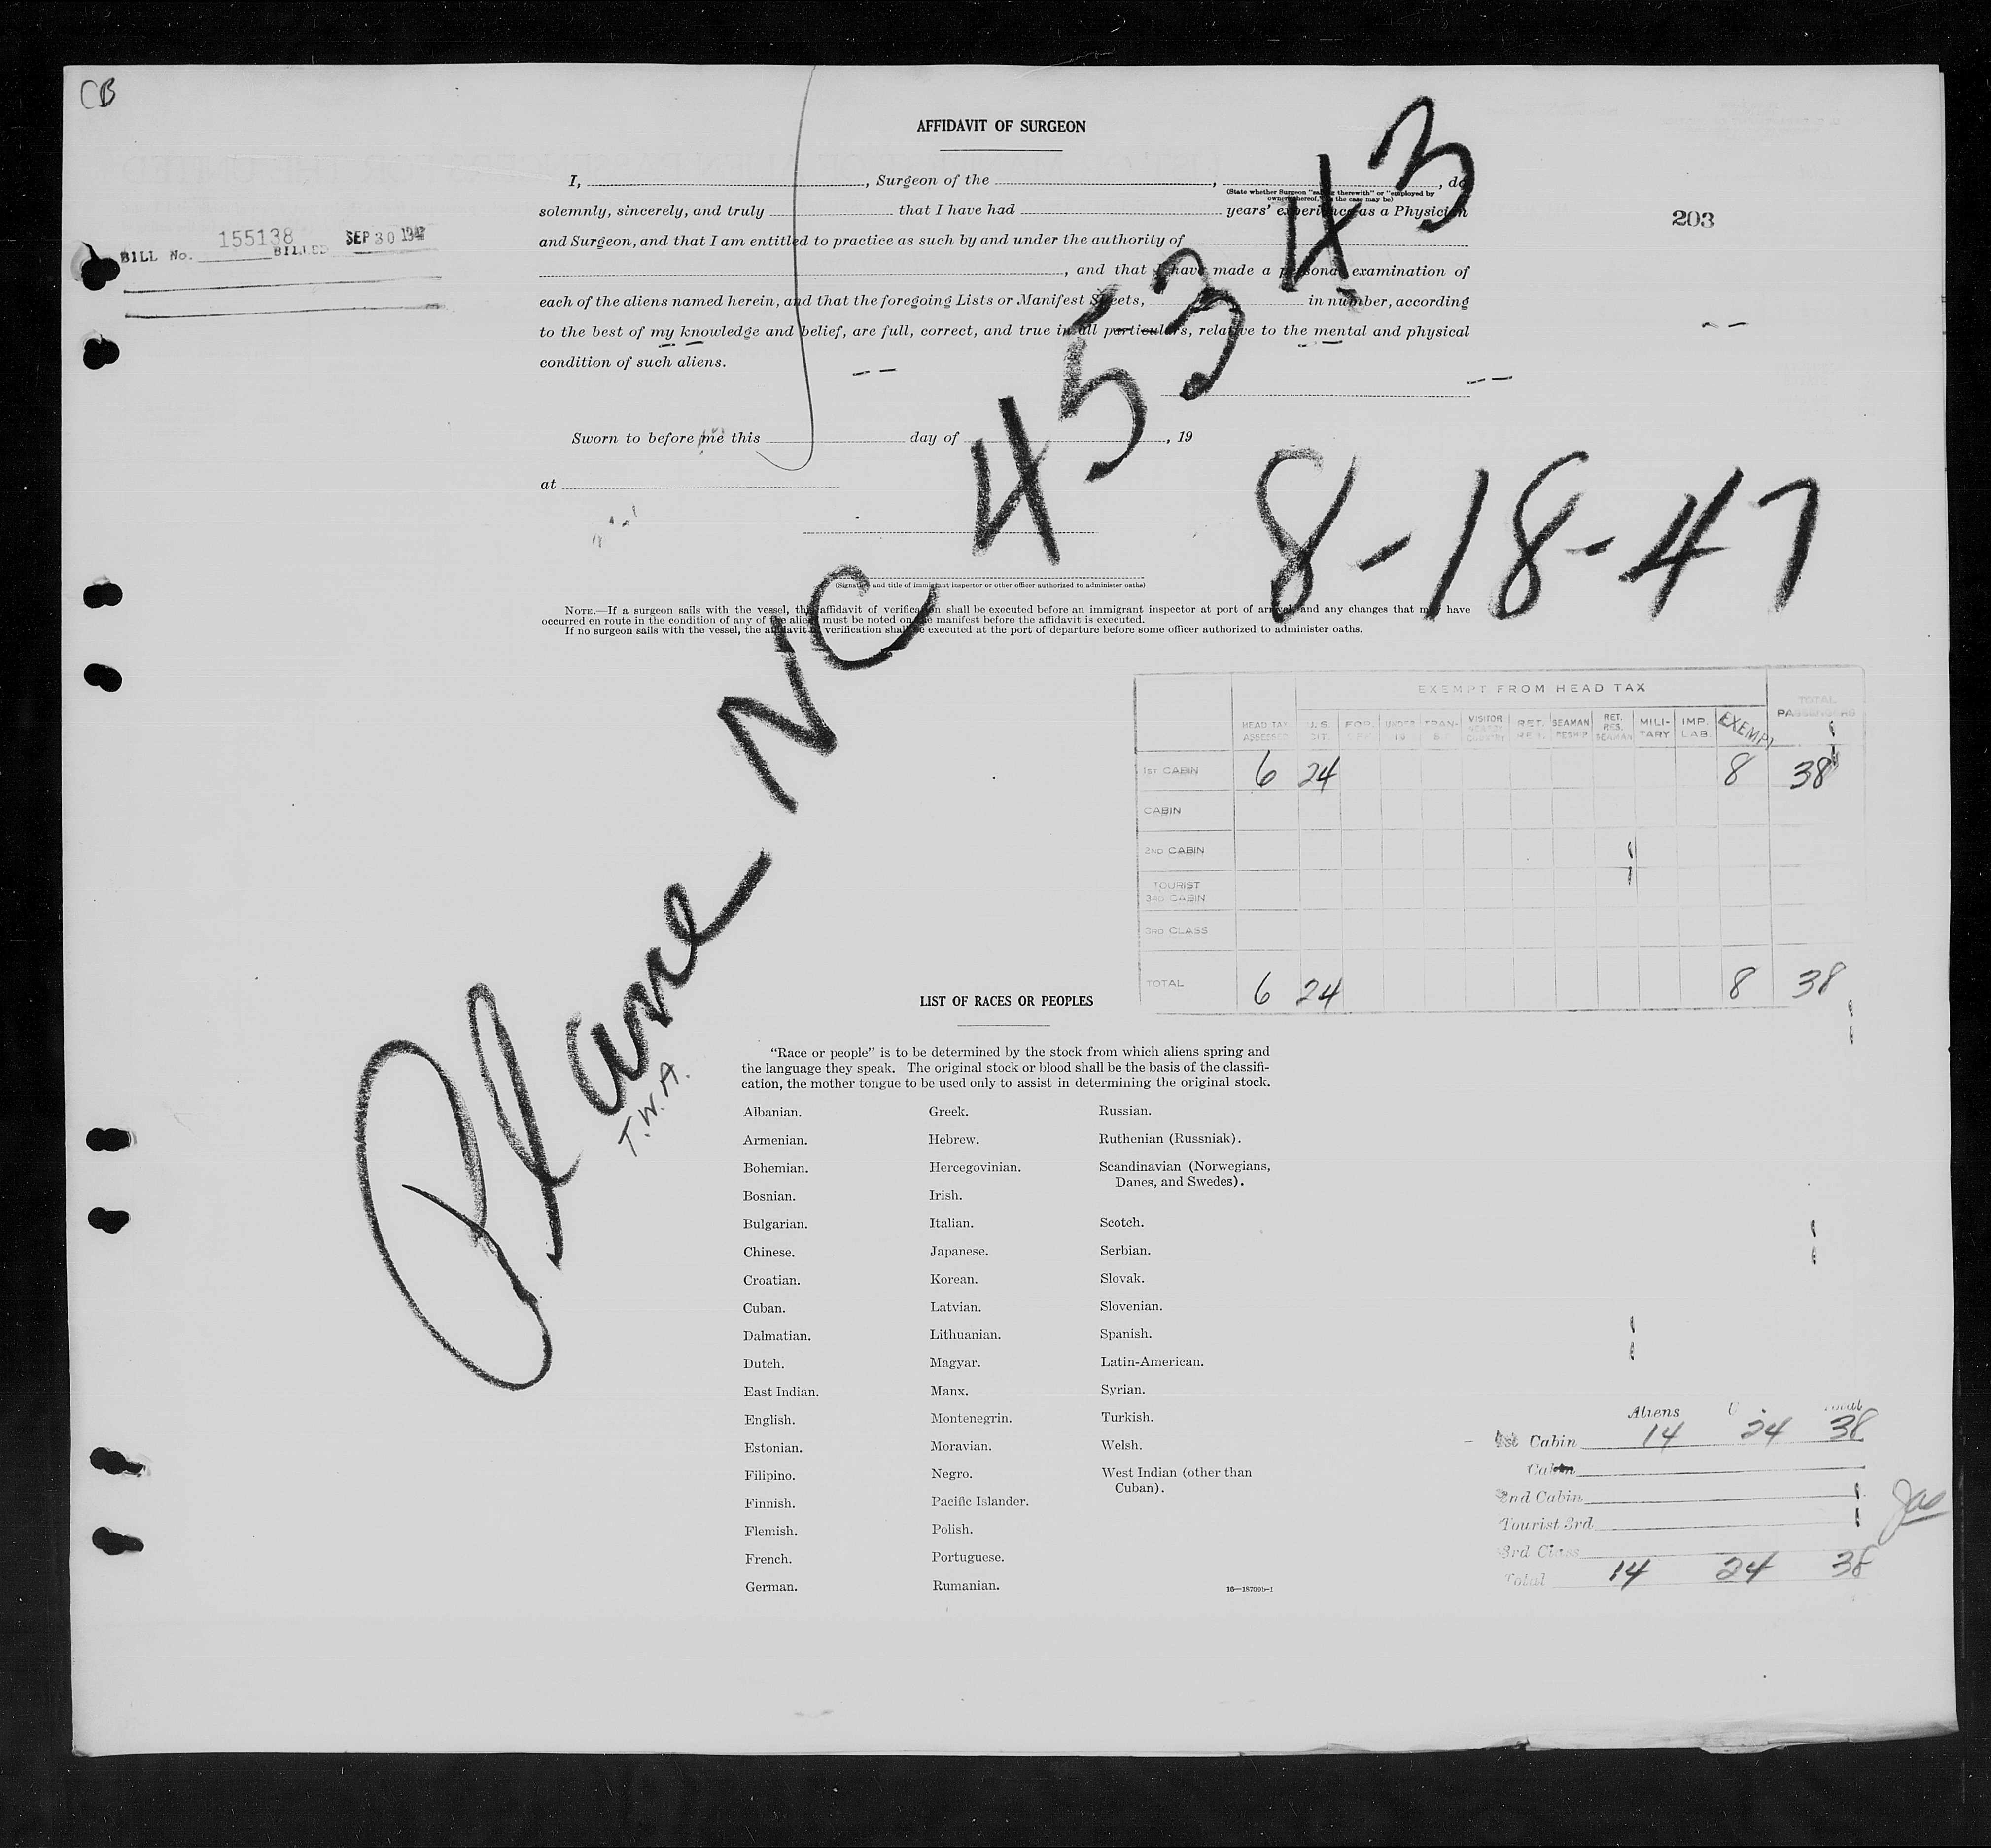 CB
AFFIDAVIT OF SURGEON
I, , Surgeon of the , , do
(State whether Surgeon "sailing therewith" or "employed by
owners thereof," as the case may be)
solemnly, sincerely, and truly that I have had years' experience as a Physician
203
BILL No. 155138 BILLED SEP 30 1947
and Surgeon, and that I am entitled to practice as such by and under the authority of
, and that I have made a personal examination of
each of the aliens named herein, and that the foregoing Lists or Manifest Sheets, in number, according
to the best of my knowledge and belief, are full, correct, and true in all particulars, relative to the mental and physical
condition of such aliens.
Sworn to before me this day of , 19
at
(Signature and title of immigrant inspector or other officer authorized to administer oaths)
NOTE.—If a surgeon sails with the vessel, the affidavit of verification shall be executed before an immigrant inspector at port of arrival, and any changes that may have
occurred en route in the condition of any of the aliens must be noted on the manifest before the affidavit is executed.
If no surgeon sails with the vessel, the affidavit of verification shall be executed at the port of departure before some officer authorized to administer oaths.
Plane NC 45343
8-18-47
T.W.A.
EXEMPT FROM HEAD TAX
TOTAL PASSENGERS
HEAD TAX ASSESSED U.S. CIT. FOR. UNDER 16 TRAN- VISITOR COUNTRY RET. RES. SEAMAN RESHIP RET. RES. SEAMAN MILI-TARY IMP. LAB. EXEMPT
1ST CABIN 6 24 8 38
CABIN
2ND CABIN
TOURIST 3RD CABIN
3RD CLASS
TOTAL 6 24 8 38
LIST OF RACES OR PEOPLES
"Race or people" is to be determined by the stock from which aliens spring and
the language they speak. The original stock or blood shall be the basis of the classifi-
cation, the mother tongue to be used only to assist in determining the original stock.
Albanian. Greek. Russian.
Armenian. Hebrew. Ruthenian (Russniak).
Bohemian. Hercegovinian. Scandinavian (Norwegians,
Danes, and Swedes).
Bosnian. Irish.
Bulgarian. Italian. Scotch.
Chinese. Japanese. Serbian.
Croatian. Korean. Slovak.
Cuban. Latvian. Slovenian.
Dalmatian. Lithuanian. Spanish.
Dutch. Magyar. Latin-American.
East Indian. Manx. Syrian.
English. Montenegrin. Turkish.
Estonian. Moravian. Welsh.
Filipino. Negro. West Indian (other than
Cuban).
Finnish. Pacific Islander.
Flemish. Polish.
French. Portuguese.
German. Rumanian.
16—18709b-1
Aliens Total
1st Cabin 14 24 38
Cabin
2nd Cabin
Tourist 3rd
3rd Class
Total 14 24 38